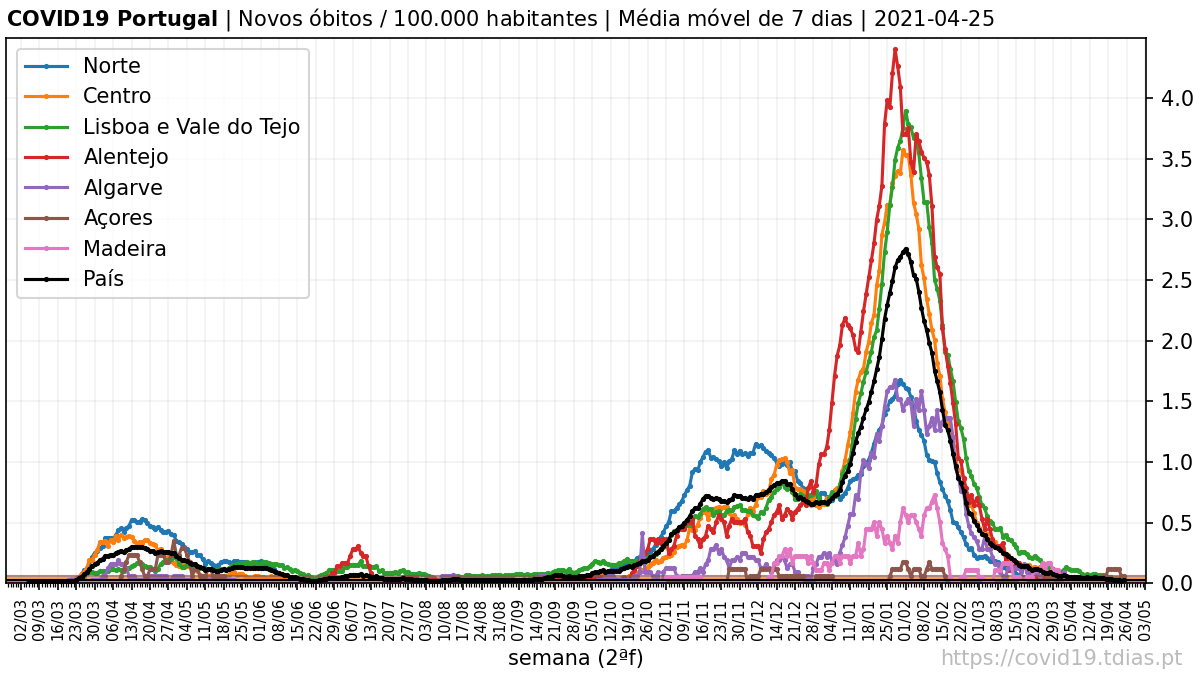 COVID19 Portugal | Novos óbitos / 100.000 habitantes | Média móvel de 7 dias | 2021-04-25
Norte
Centro
Lisboa e Vale do Tejo
Alentejo
Algarve
Açores
Madeira
País
4.0
3.5
3.0
2.5
2.0
1.5
1.0
0.5
0.0
02/03 09/03 16/03 23/03 30/03 06/04 13/04 20/04 27/04 04/05 11/05 18/05 25/05 01/06 08/06 15/06 22/06 29/06 06/07 13/07 20/07 27/07 03/08 10/08 17/08 24/08 31/08 07/09 14/09 21/09 28/09 05/10 12/10 19/10 26/10 02/11 09/11 16/11 23/11 30/11 07/12 14/12 21/12 28/12 04/01 11/01 18/01 25/01 01/02 08/02 15/02 22/02 01/03 08/03 15/03 22/03 29/03 05/04 12/04 19/04 26/04 03/05
semana (2ªf)
https://covid19.tdias.pt